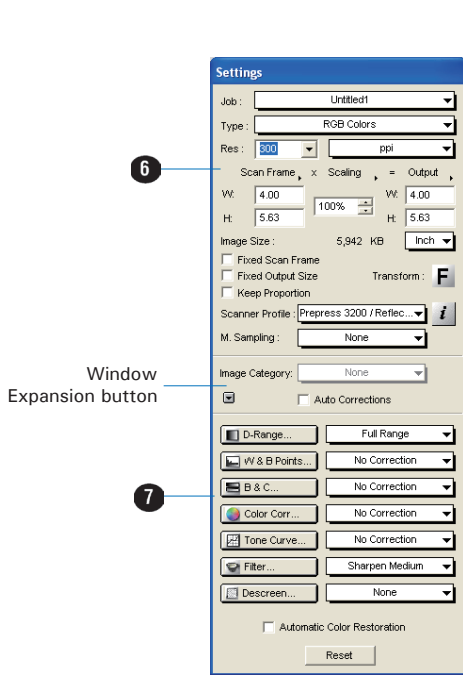 Settings
Job : Untitled1
Type : RGB Colors
Res : 300 ppi
6
Scan Frame , x Scaling , = Output ,
W: 4.00 100% W: 4.00
H: 5.63 H: 5.63
Image Size : 5,942 KB Inch
Fixed Scan Frame
Fixed Output Size Transform : F
Keep Proportion
Scanner Profile : Prepress 3200 / Reflec... i
M. Sampling : None
Window
Expansion button
Image Category: None
Auto Corrections
D-Range... Full Range
W & B Points... No Correction
7
B & C... No Correction
Color Corr... No Correction
Tone Curve... No Correction
Filter... Sharpen Medium
Descreen... None
Automatic Color Restoration
Reset